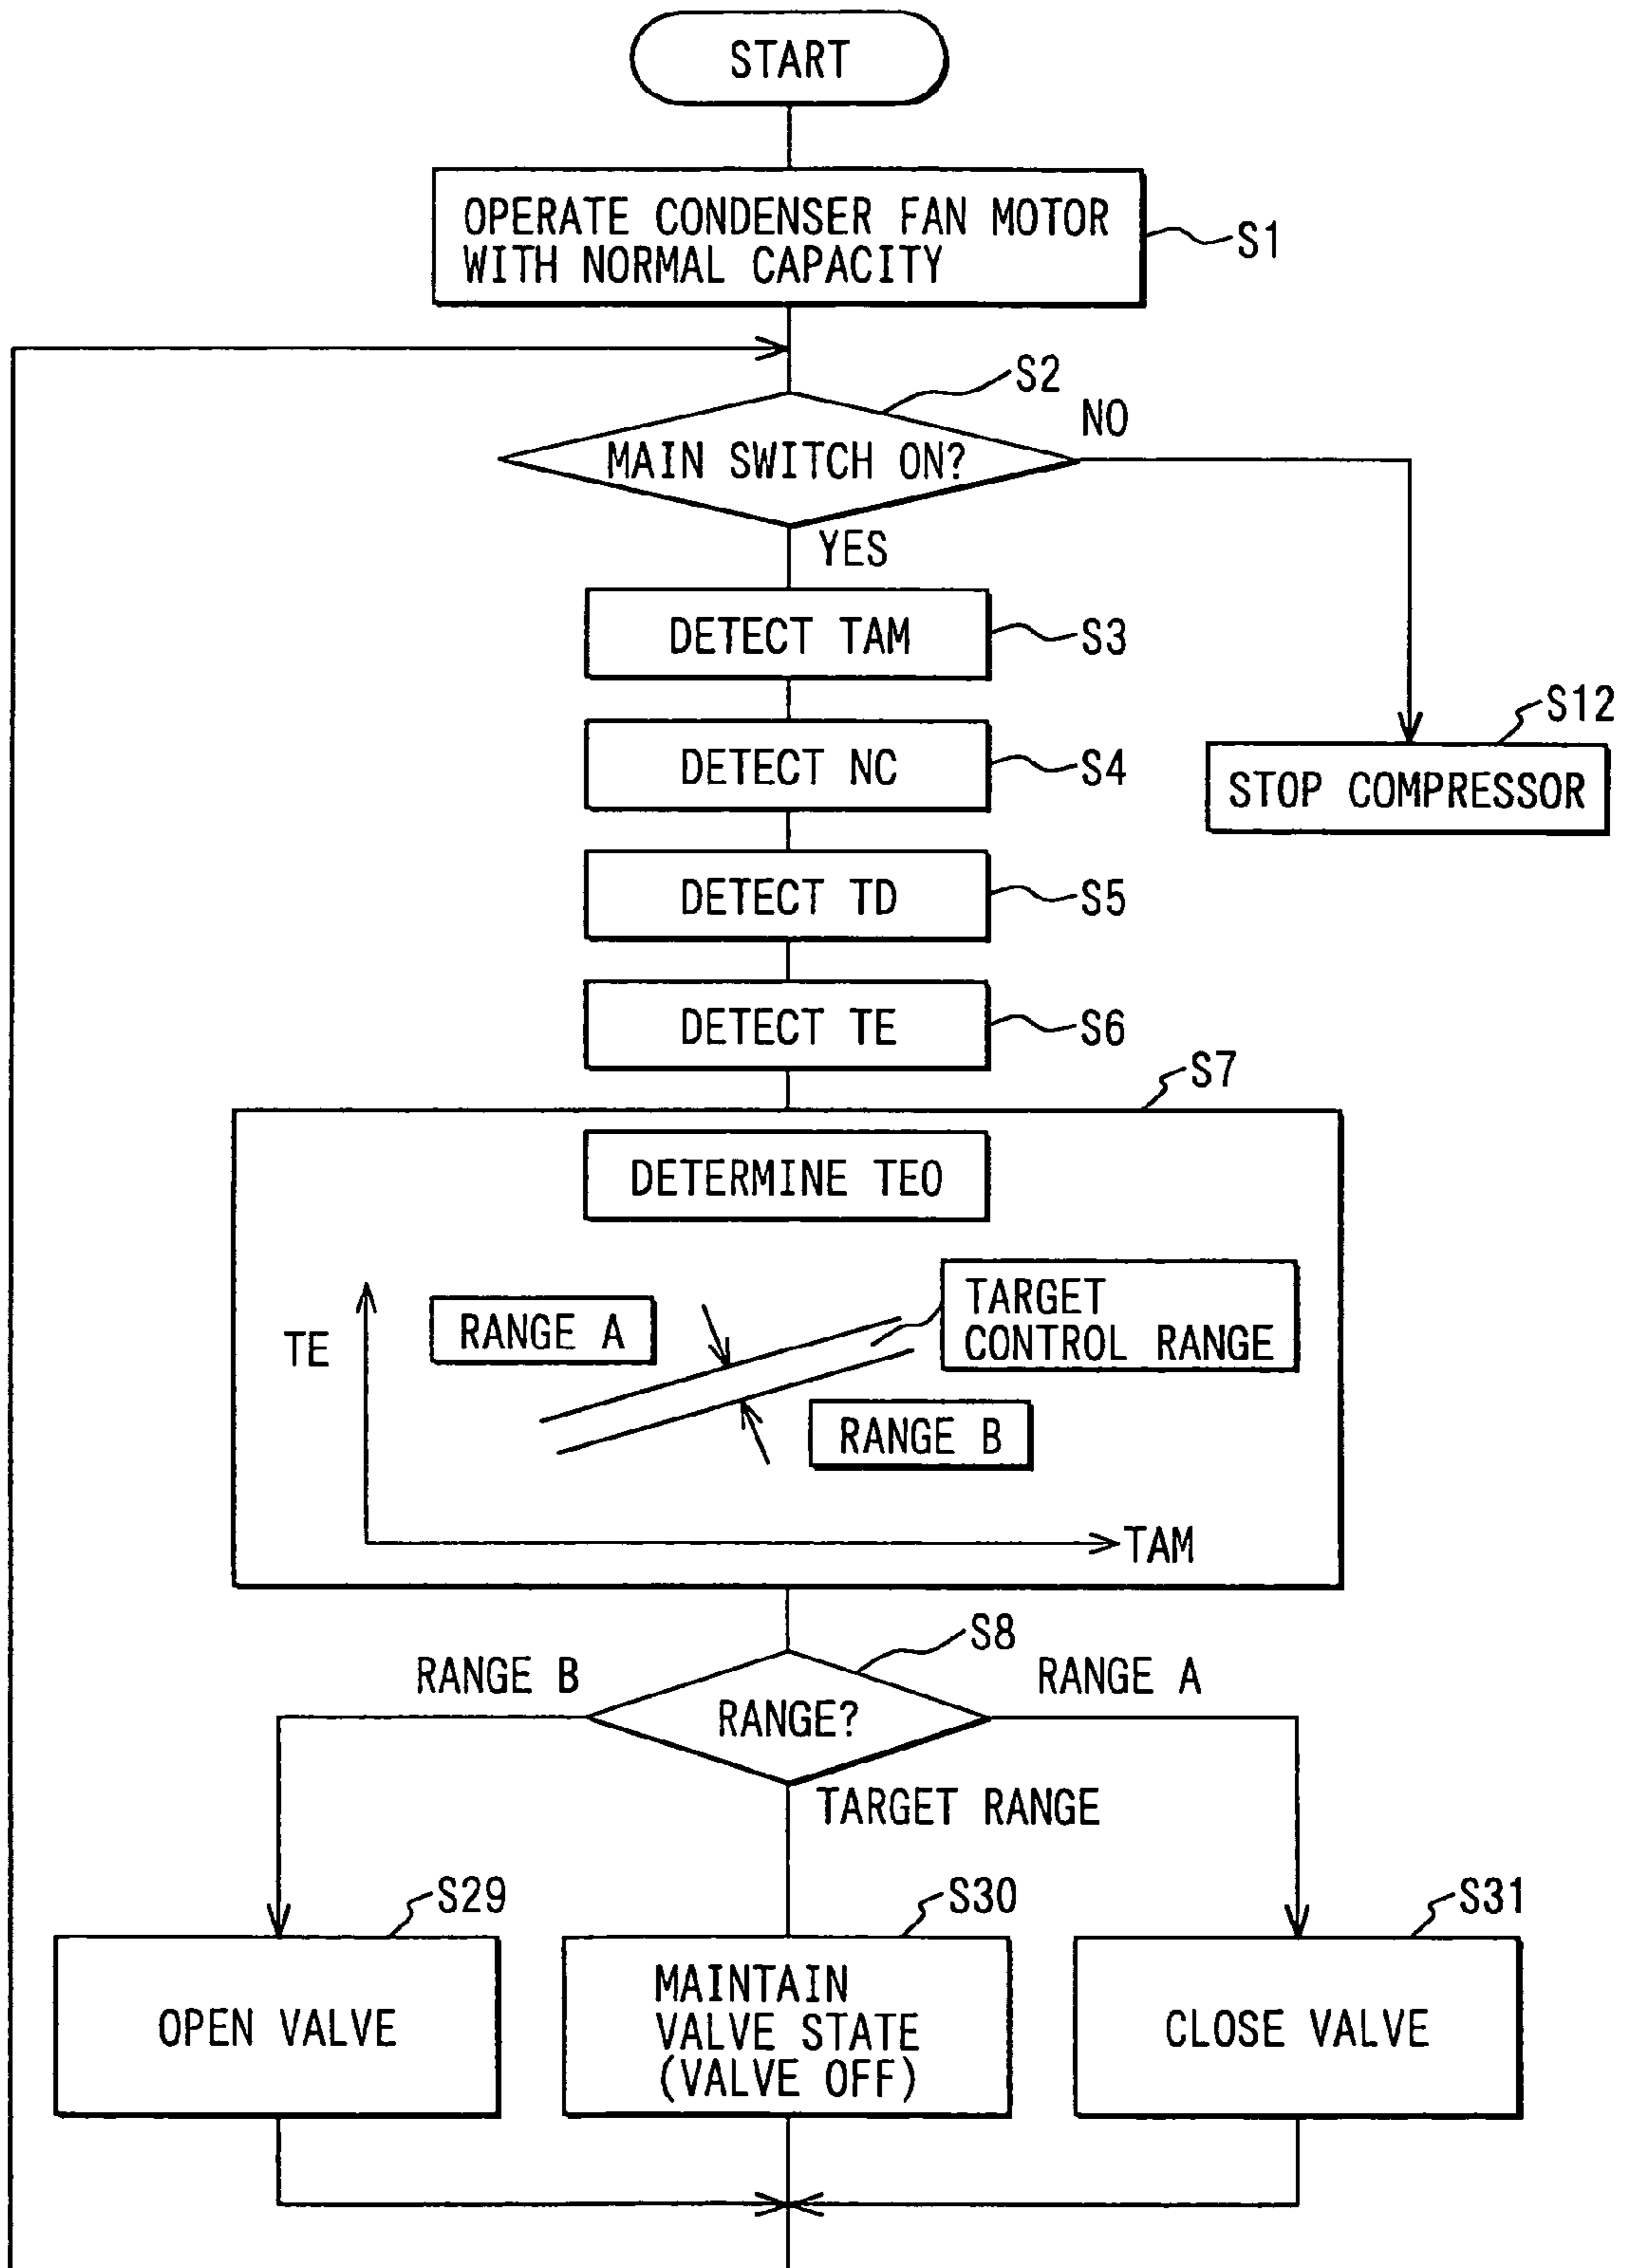 START
OPERATE CONDENSER FAN MOTOR
WITH NORMAL CAPACITY
S1
S2
MAIN SWITCH ON?
NO
YES
DETECT TAM
S3
DETECT NC
S4
S12
STOP COMPRESSOR
DETECT TD
S5
DETECT TE
S6
S7
DETERMINE TEO
TE
RANGE A
TARGET
CONTROL RANGE
RANGE B
TAM
S8
RANGE B
RANGE?
RANGE A
TARGET RANGE
S29
OPEN VALVE
S30
MAINTAIN
VALVE STATE
(VALVE OFF)
S31
CLOSE VALVE